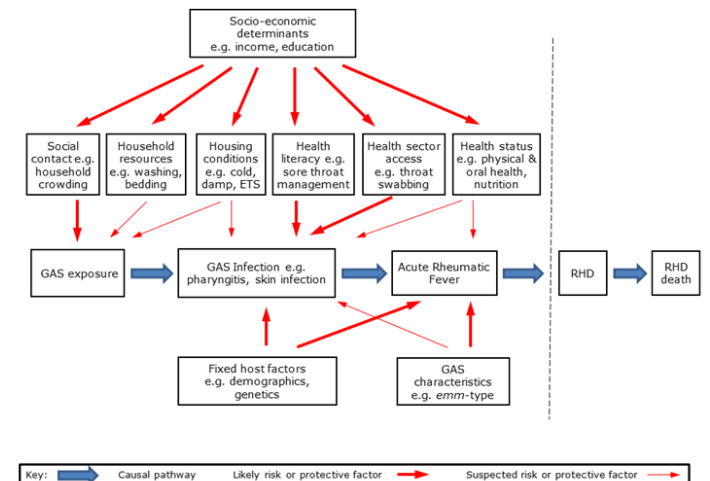 Socio-economic
determinants
e.g. income, education
Social
contact e.g.
household
crowding
Household
resources
e.g. washing,
bedding
Housing
conditions
e.g. cold,
damp, ETS
Health
literacy e.g.
sore throat
management
Health sector
access
e.g. throat
swabbing
Health status
e.g. physical &
oral health,
nutrition
GAS exposure
GAS Infection e.g.
pharyngitis, skin infection
Acute Rheumatic
Fever
RHD
RHD
death
Fixed host factors
e.g. demographics,
genetics
GAS
characteristics
e.g. emm-type
Key: Causal pathway Likely risk or protective factor Suspected risk or protective factor